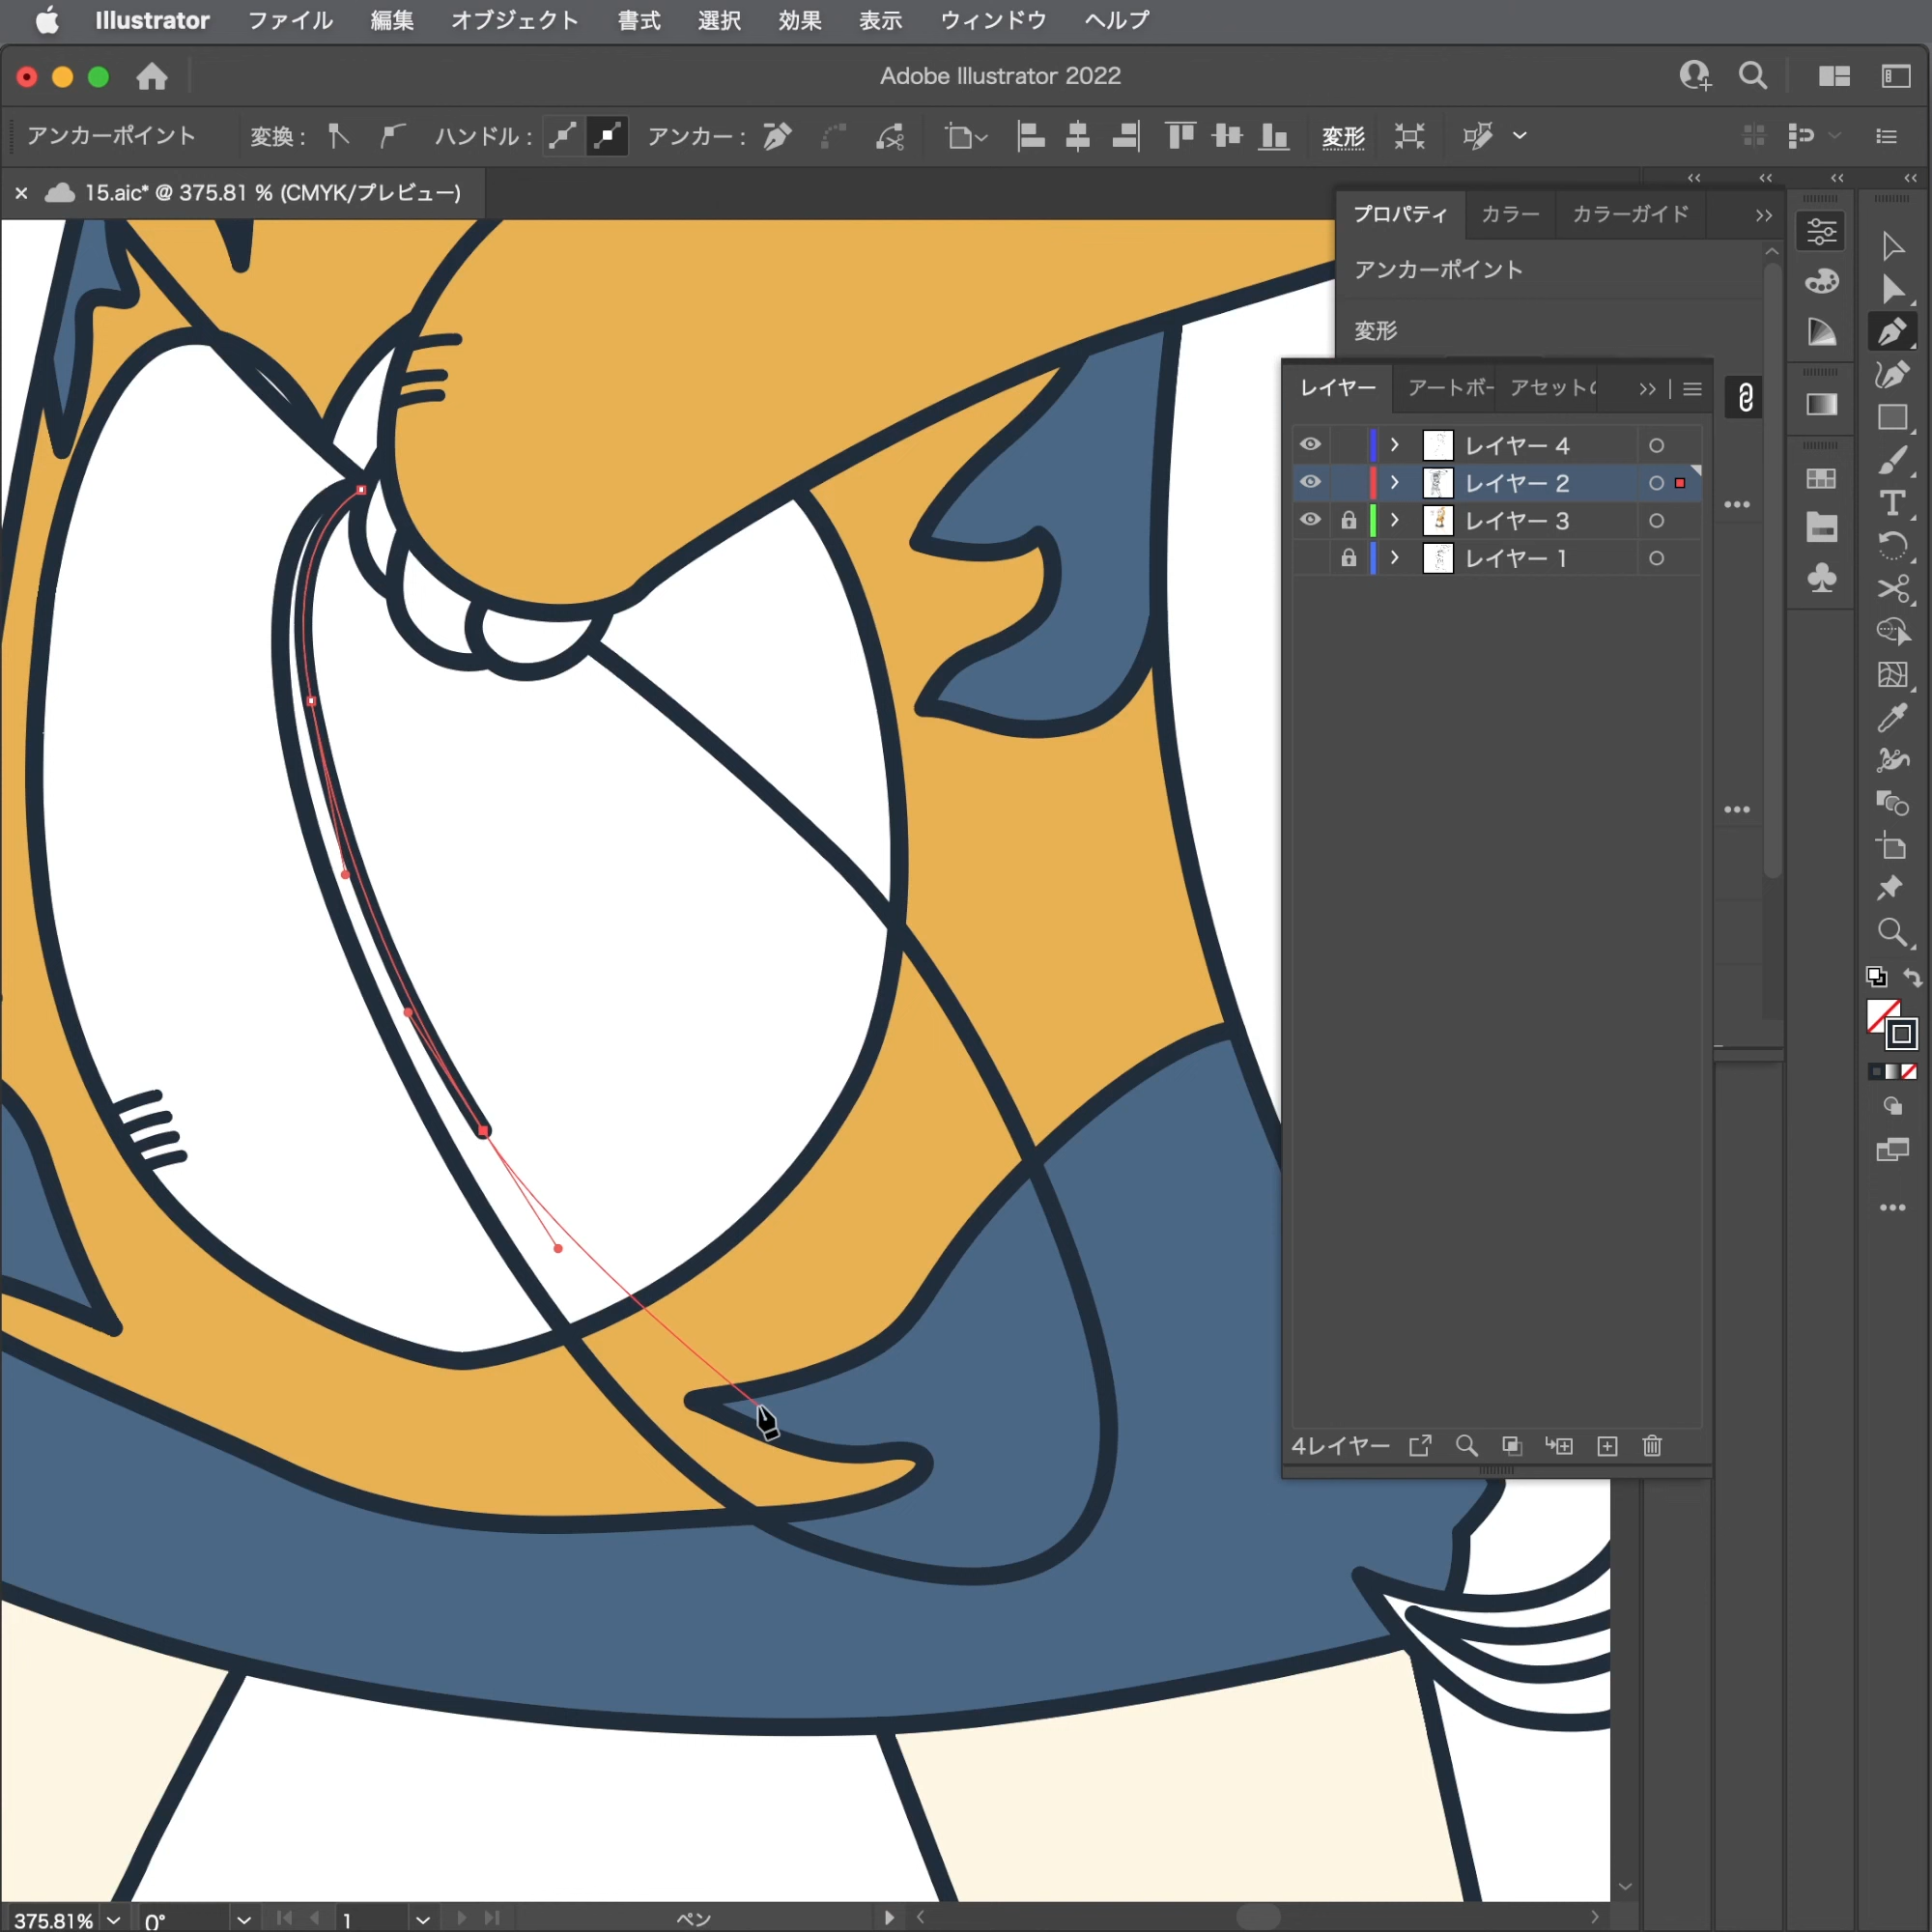 Illustrator ファイル 編集 オブジェクト 書式 選択 効果 表示 ウィンドウ ヘルプ
Adobe Illustrator 2022
アンカーポイント 変換： ハンドル： アンカー： 変形
× 15.aic* @ 375.81 % (CMYK/プレビュー)
プロパティ カラー カラーガイド
アンカーポイント
変形
レイヤー アートボー アセットの
レイヤー 4
レイヤー 2
レイヤー 3
レイヤー 1
4レイヤー
375.81% 0° 1 ペン